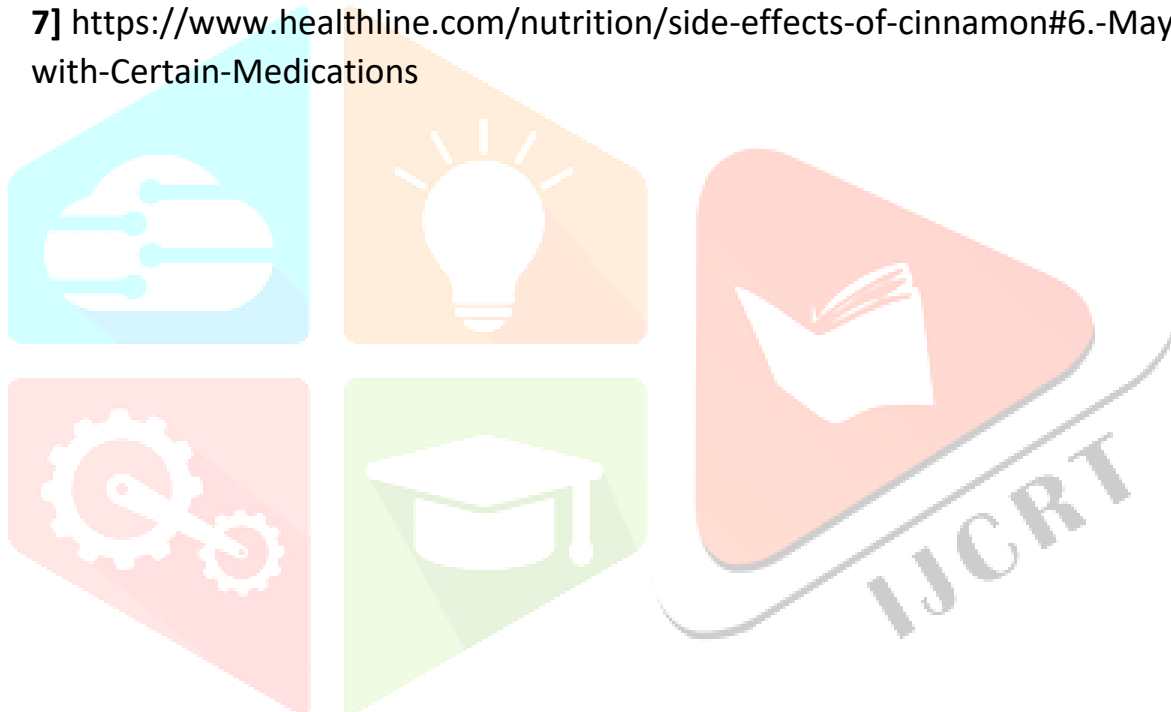 7] https://www.healthline.com/nutrition/side-effects-of-cinnamon#6.-May
with-Certain-Medications
IJCRT